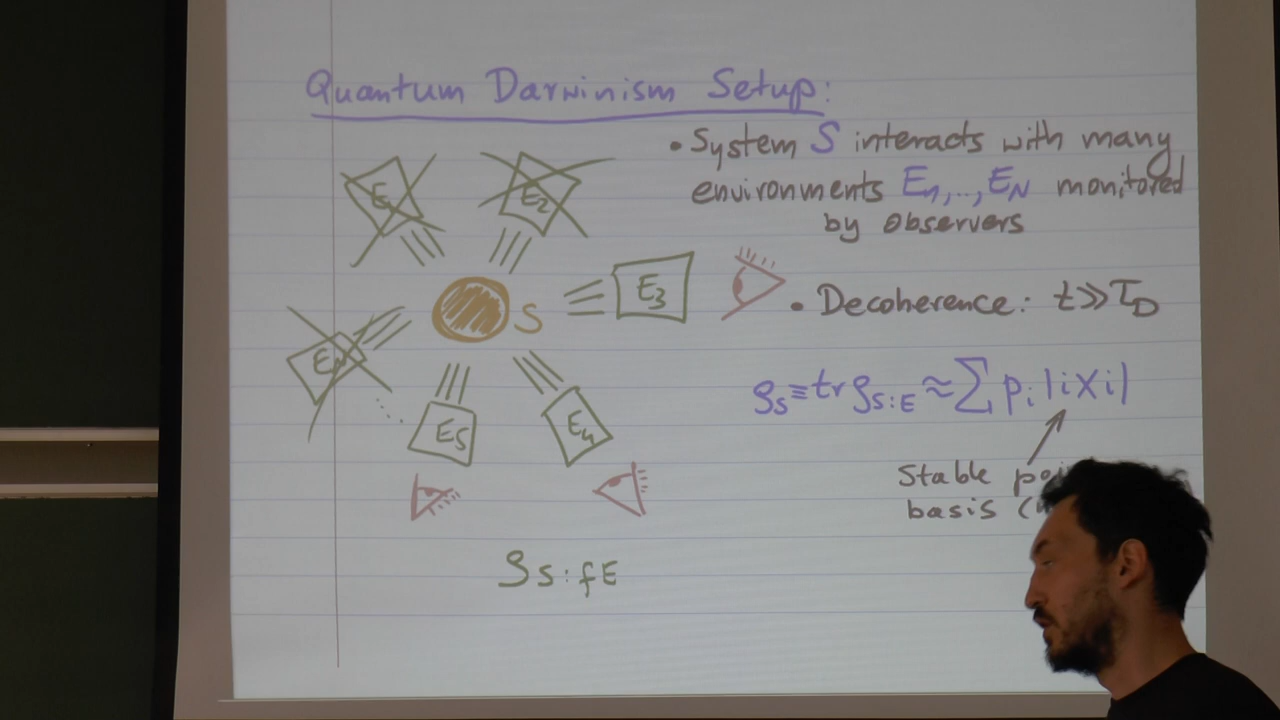 Quantum Darwinism Setup:
• System S interacts with many
environments E1,..,EN monitored
by observers
E1
E2
E3
S
EN
E5
E4
• Decoherence: t≫τD
ρS≡tr ρS:E≈∑ pi |i⟩⟨i|
Stable
basis
ρS:fE